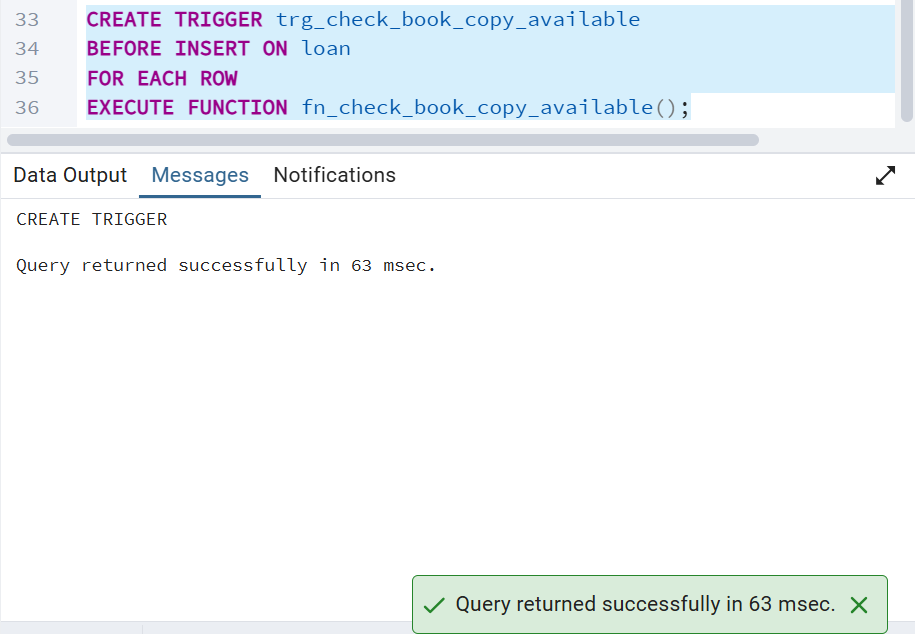 33 CREATE TRIGGER trg_check_book_copy_available
34 BEFORE INSERT ON loan
35 FOR EACH ROW
36 EXECUTE FUNCTION fn_check_book_copy_available();
Data Output Messages Notifications
CREATE TRIGGER
Query returned successfully in 63 msec.
Query returned successfully in 63 msec.